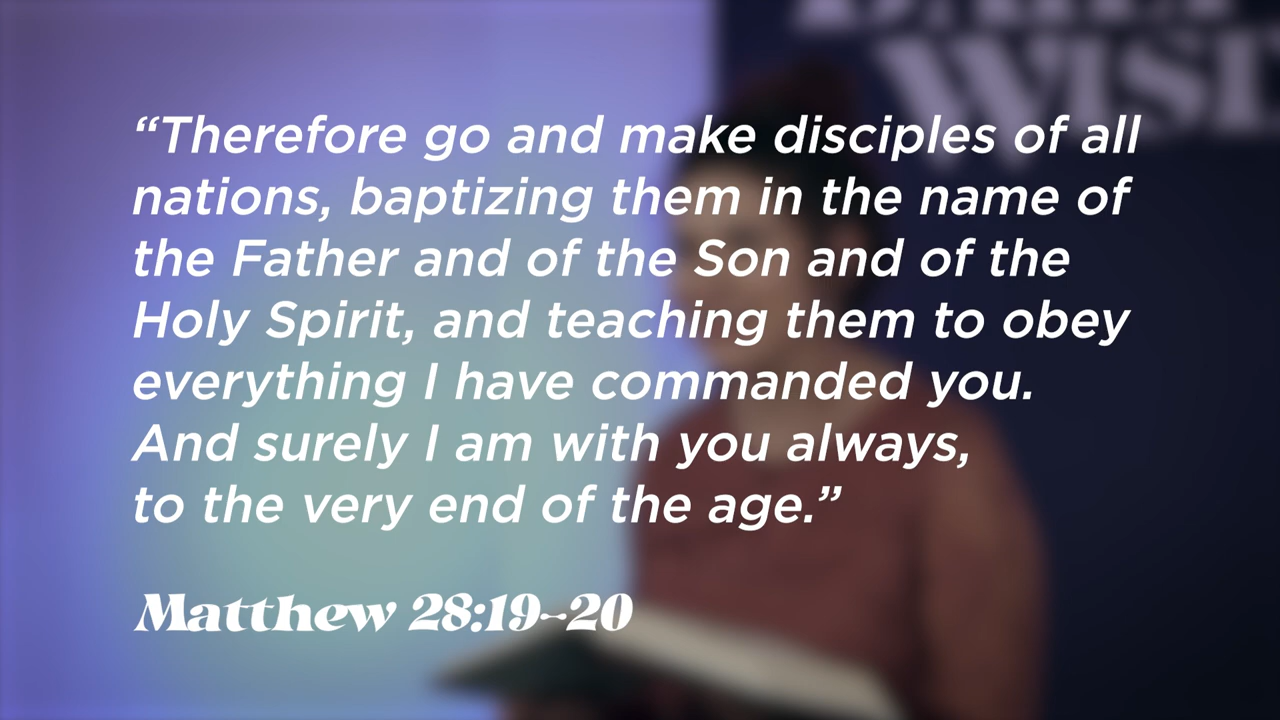 “Therefore go and make disciples of all
nations, baptizing them in the name of
the Father and of the Son and of the
Holy Spirit, and teaching them to obey
everything I have commanded you.
And surely I am with you always,
to the very end of the age.”
Matthew 28:19–20